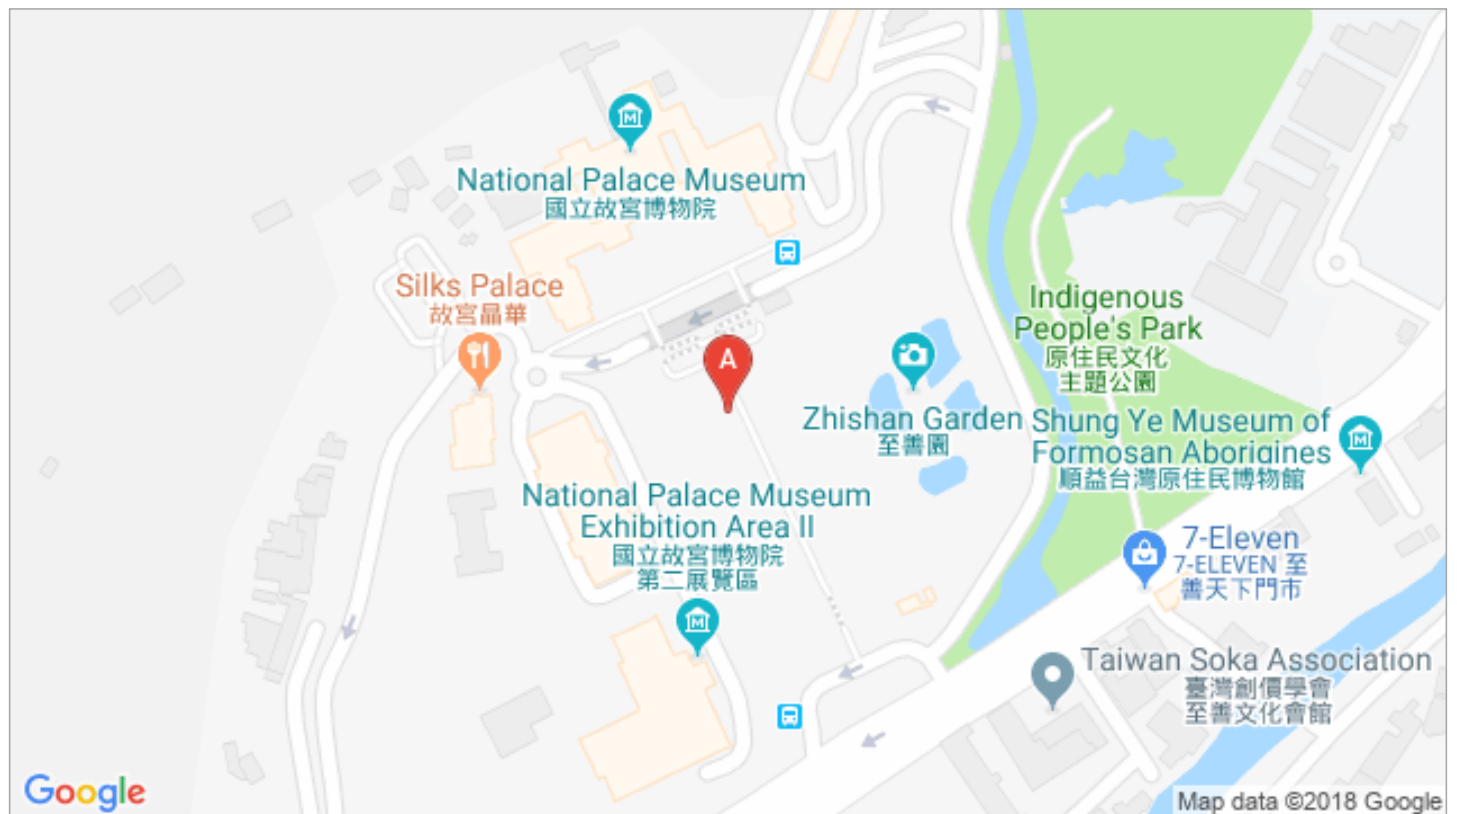 National Palace Museum
國立故宮博物院
Silks Palace
故宮晶華
A
Indigenous
People's Park
原住民文化
主題公園
Zhishan Garden
至善園
Shung Ye Museum of
Formosan Aborigines
順益台灣原住民博物館
National Palace Museum
Exhibition Area II
國立故宮博物院
第二展覽區
7-Eleven
7-ELEVEN 至
善天下門市
Taiwan Soka Association
臺灣創價學會
至善文化會館
Google
Map data ©2018 Google